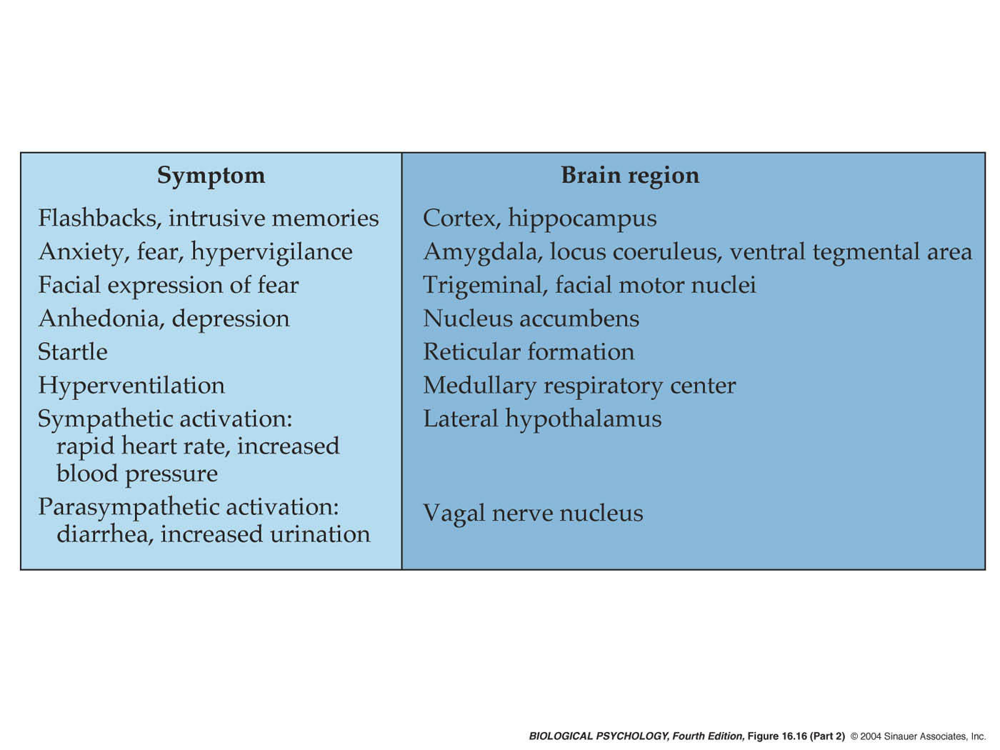 Symptom Brain region
Flashbacks, intrusive memories Cortex, hippocampus
Anxiety, fear, hypervigilance Amygdala, locus coeruleus, ventral tegmental area
Facial expression of fear Trigeminal, facial motor nuclei
Anhedonia, depression Nucleus accumbens
Startle Reticular formation
Hyperventilation Medullary respiratory center
Sympathetic activation: Lateral hypothalamus
rapid heart rate, increased
blood pressure
Parasympathetic activation: Vagal nerve nucleus
diarrhea, increased urination
BIOLOGICAL PSYCHOLOGY, Fourth Edition, Figure 16.16 (Part 2) © 2004 Sinauer Associates, Inc.